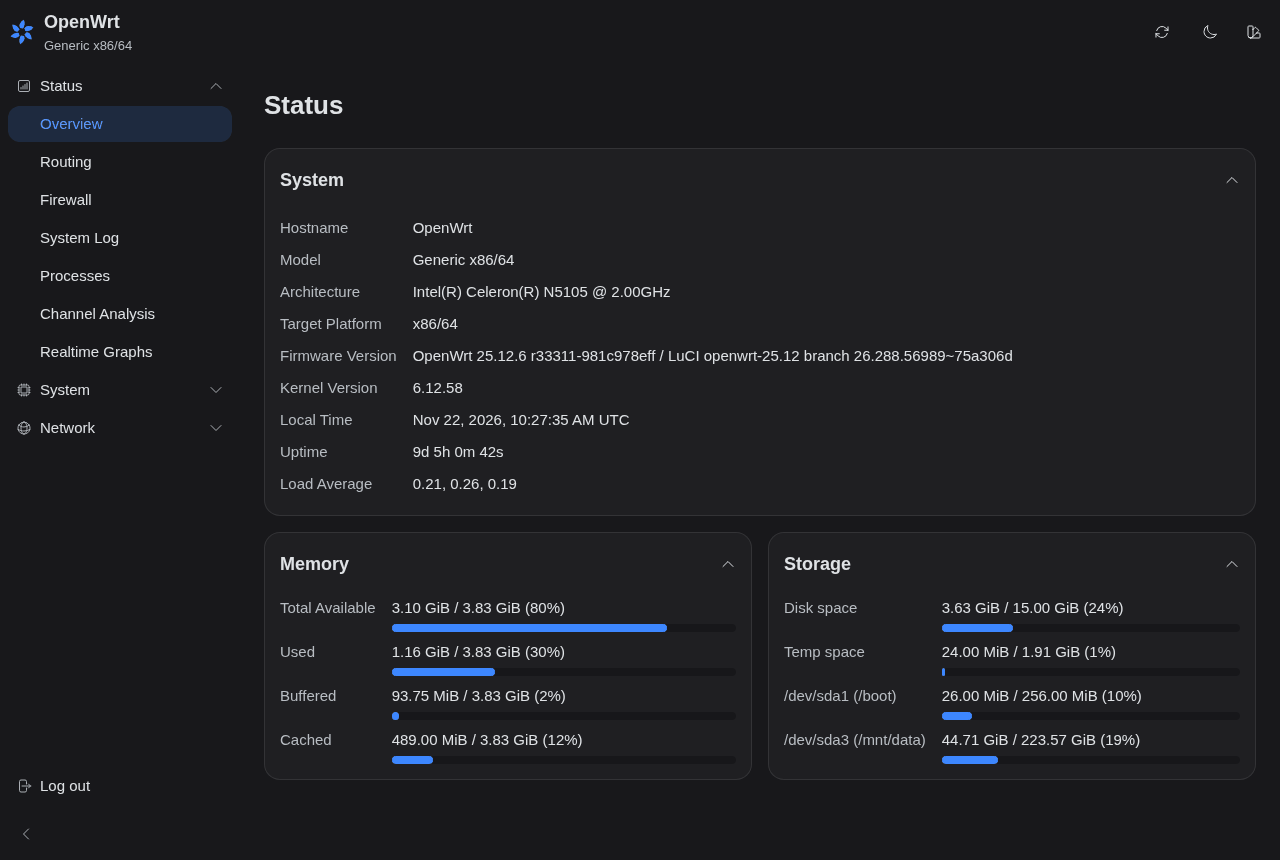 OpenWrt
Generic x86/64
Status
Overview
Routing
Firewall
System Log
Processes
Channel Analysis
Realtime Graphs
System
Network
Log out
Status
System
Hostname OpenWrt
Model Generic x86/64
Architecture Intel(R) Celeron(R) N5105 @ 2.00GHz
Target Platform x86/64
Firmware Version OpenWrt 25.12.6 r33311-981c978eff / LuCI openwrt-25.12 branch 26.288.56989~75a306d
Kernel Version 6.12.58
Local Time Nov 22, 2026, 10:27:35 AM UTC
Uptime 9d 5h 0m 42s
Load Average 0.21, 0.26, 0.19
Memory
Total Available 3.10 GiB / 3.83 GiB (80%)
Used 1.16 GiB / 3.83 GiB (30%)
Buffered 93.75 MiB / 3.83 GiB (2%)
Cached 489.00 MiB / 3.83 GiB (12%)
Storage
Disk space 3.63 GiB / 15.00 GiB (24%)
Temp space 24.00 MiB / 1.91 GiB (1%)
/dev/sda1 (/boot) 26.00 MiB / 256.00 MiB (10%)
/dev/sda3 (/mnt/data) 44.71 GiB / 223.57 GiB (19%)